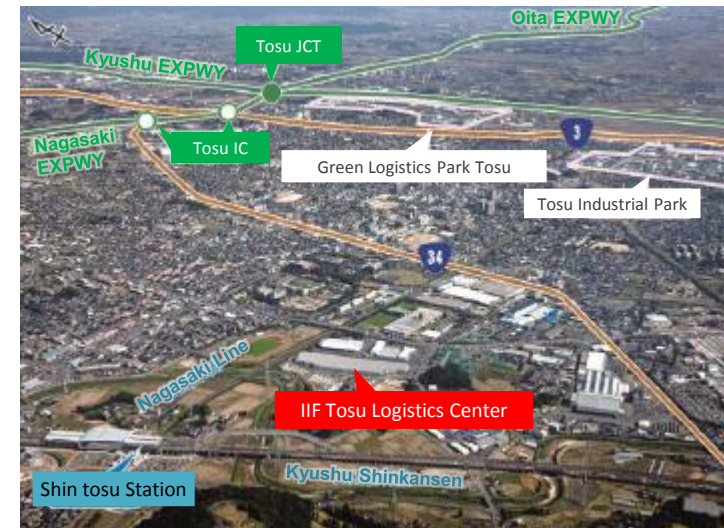 Oita EXPWY
Tosu JCT
Kyushu EXPWY
Nagasaki
EXPWY
Tosu IC
3
Green Logistics Park Tosu
Tosu Industrial Park
34
Nagasaki Line
IIF Tosu Logistics Center
Kyushu Shinkansen
Shin tosu Station